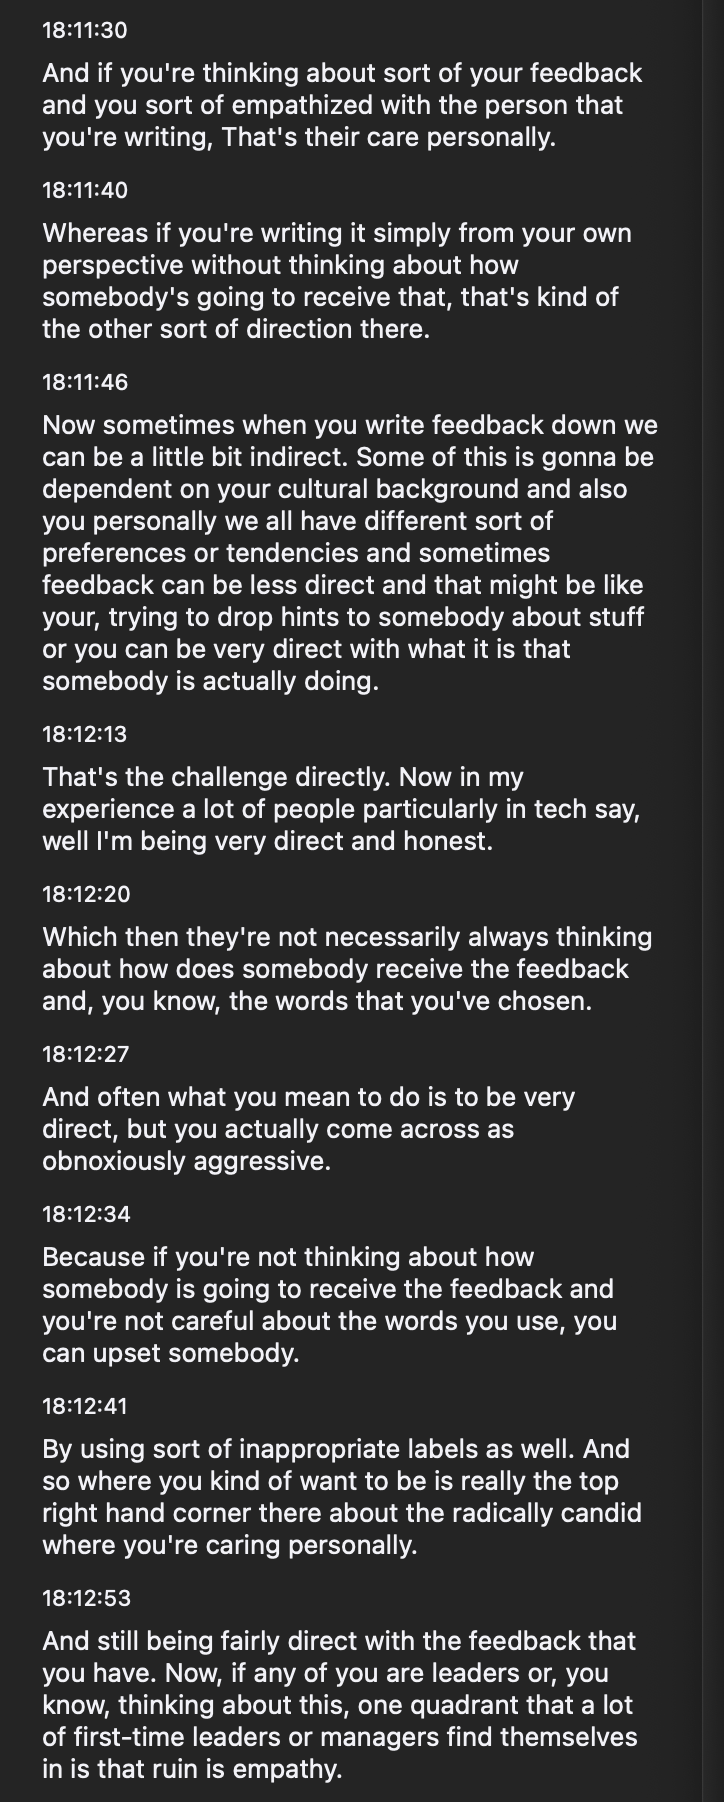 18:11:30
And if you're thinking about sort of your feedback
and you sort of empathized with the person that
you're writing, That's their care personally.
18:11:40
Whereas if you're writing it simply from your own
perspective without thinking about how
somebody's going to receive that, that's kind of
the other sort of direction there.
18:11:46
Now sometimes when you write feedback down we
can be a little bit indirect. Some of this is gonna be
dependent on your cultural background and also
you personally we all have different sort of
preferences or tendencies and sometimes
feedback can be less direct and that might be like
your, trying to drop hints to somebody about stuff
or you can be very direct with what it is that
somebody is actually doing.
18:12:13
That's the challenge directly. Now in my
experience a lot of people particularly in tech say,
well I'm being very direct and honest.
18:12:20
Which then they're not necessarily always thinking
about how does somebody receive the feedback
and, you know, the words that you've chosen.
18:12:27
And often what you mean to do is to be very
direct, but you actually come across as
obnoxiously aggressive.
18:12:34
Because if you're not thinking about how
somebody is going to receive the feedback and
you're not careful about the words you use, you
can upset somebody.
18:12:41
By using sort of inappropriate labels as well. And
so where you kind of want to be is really the top
right hand corner there about the radically candid
where you're caring personally.
18:12:53
And still being fairly direct with the feedback that
you have. Now, if any of you are leaders or, you
know, thinking about this, one quadrant that a lot
of first-time leaders or managers find themselves
in is that ruin is empathy.